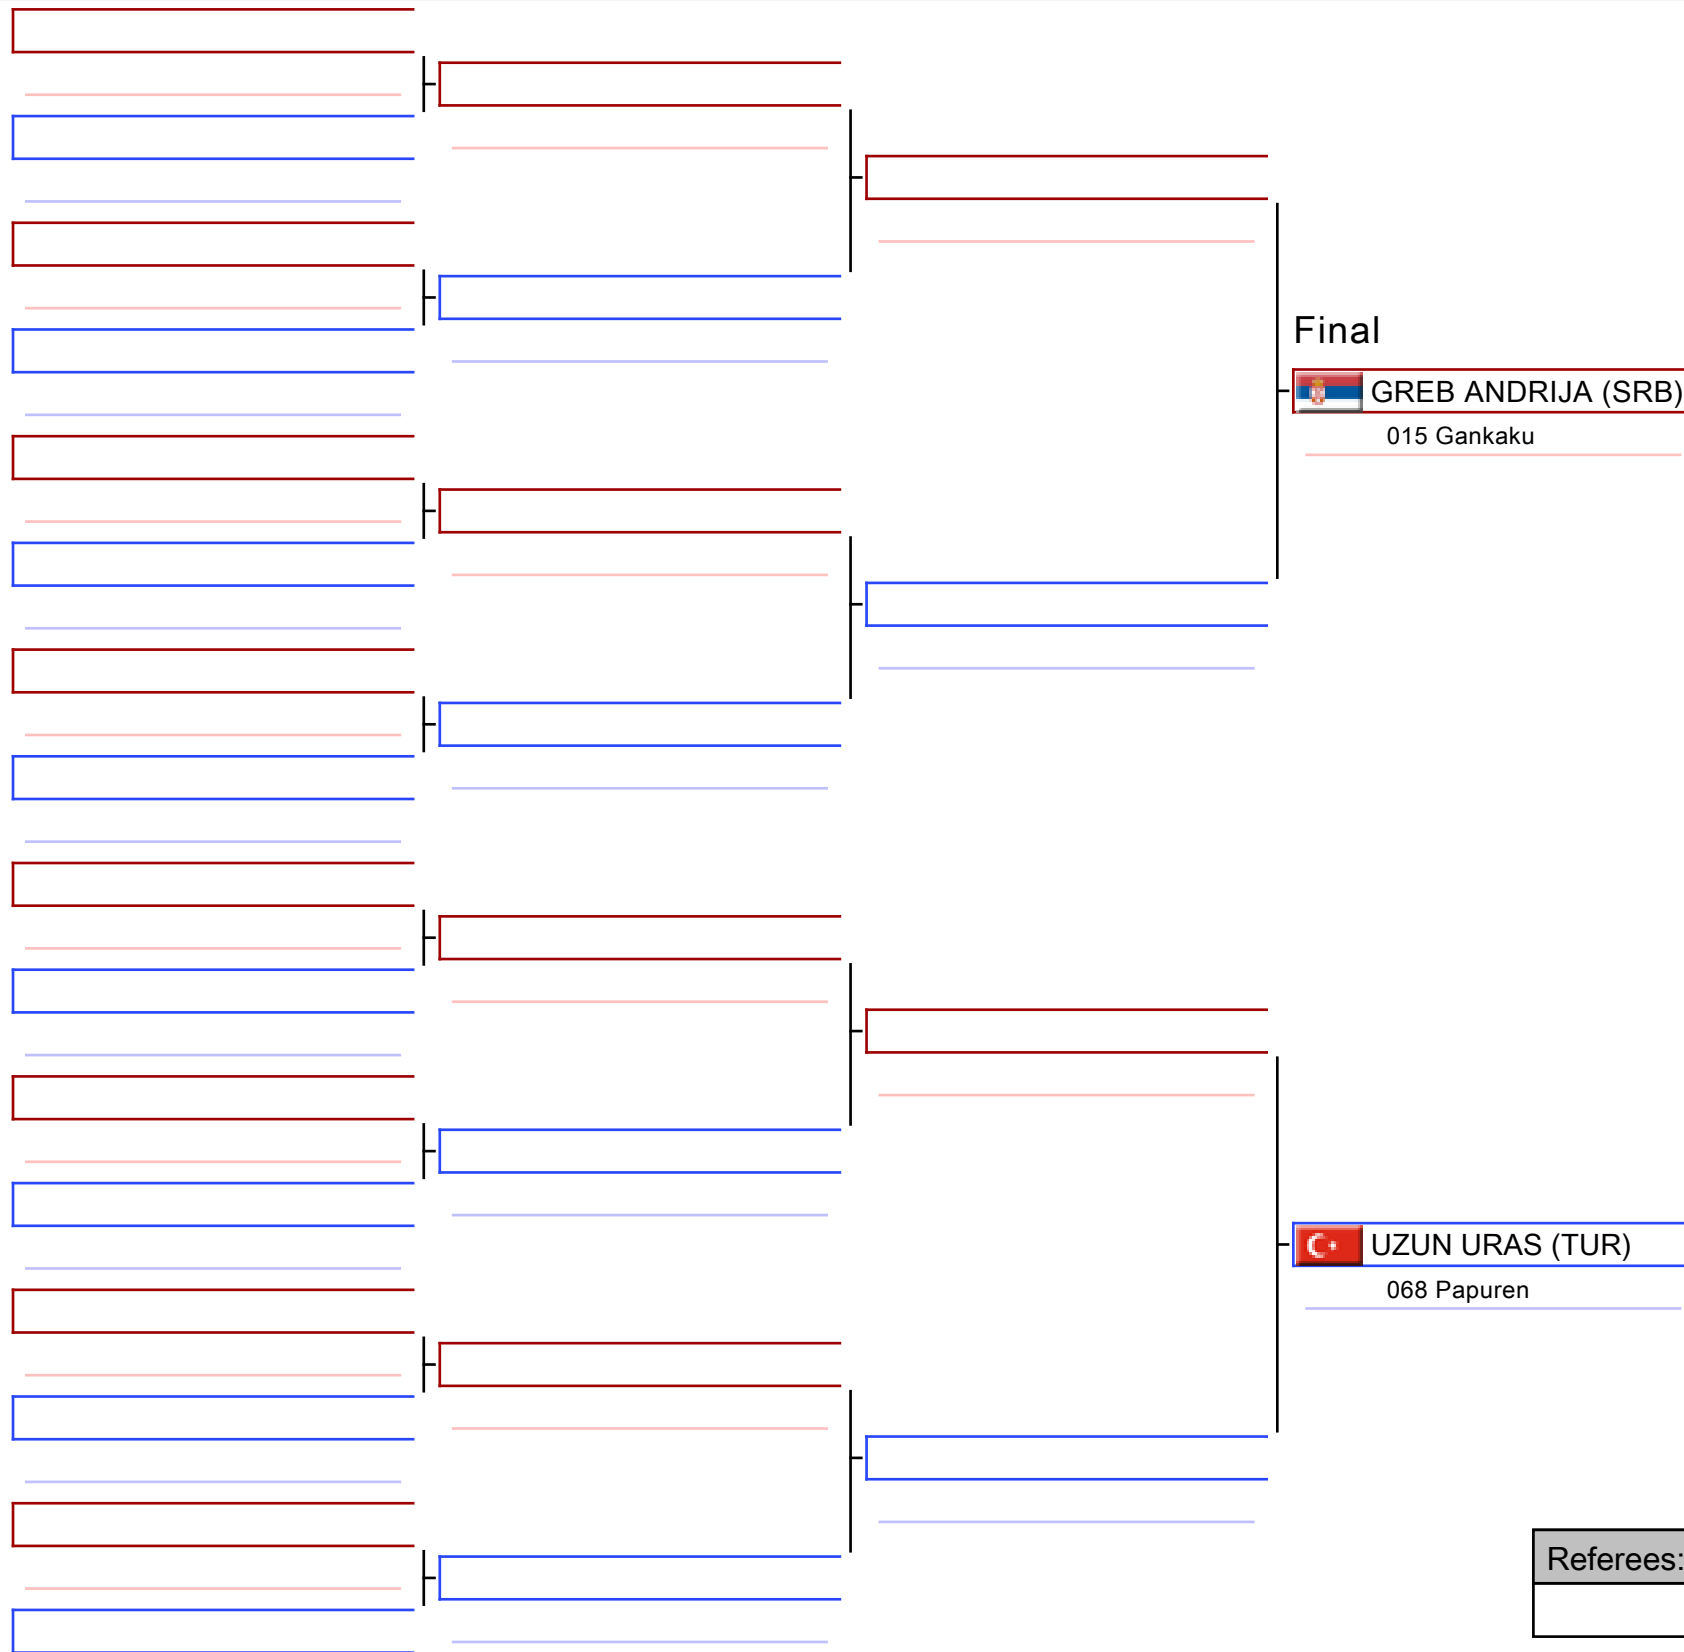 Final
GREB ANDRIJA (SRB)
015 Gankaku
UZUN URAS (TUR)
068 Papuren
Referees: